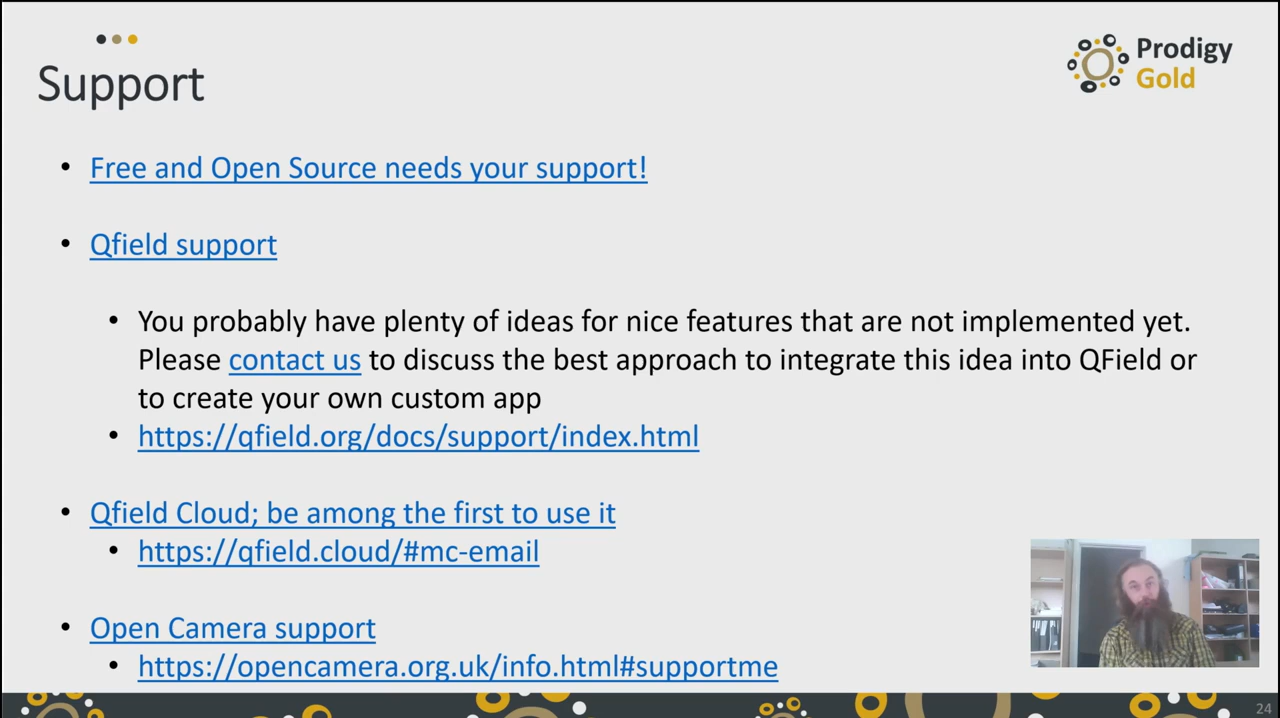 Support
Prodigy
Gold
Free and Open Source needs your support!
Qfield support
You probably have plenty of ideas for nice features that are not implemented yet.
Please contact us to discuss the best approach to integrate this idea into QField or
to create your own custom app
https://qfield.org/docs/support/index.html
Qfield Cloud; be among the first to use it
https://qfield.cloud/#mc-email
Open Camera support
https://opencamera.org.uk/info.html#supportme
24